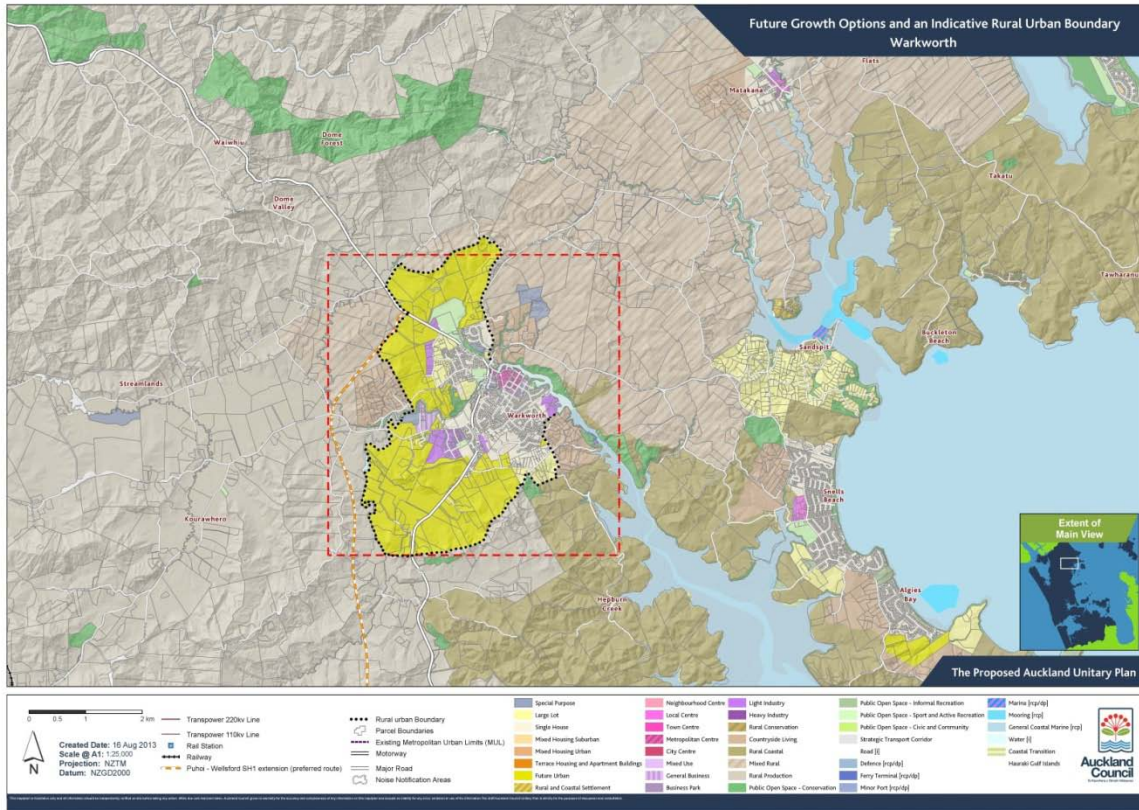 Future Growth Options and an Indicative Rural Urban Boundary
Warkworth
Flats
Matakana
Waiwhiu
Dome
Forest
Takatu
Dome
Valley
Tawharanui
Buckleton
Beach
Sandspit
Streamlands
Warkworth
Snells
Beach
Kourawhero
Extent of
Main View
Algies
Bay
Hepburn
Creek
The Proposed Auckland Unitary Plan
0 0.5 1 2 km
N
Created Date: 16 Aug 2013
Scale @ A1: 1:25,000
Projection: NZTM
Datum: NZGD2000
Transpower 220kv Line
Transpower 110kv Line
Rail Station
Railway
Puhoi - Wellsford SH1 extension (preferred route)
Rural urban Boundary
Parcel Boundaries
Existing Metropolitan Urban Limits (MUL)
Motorway
Major Road
Noise Notification Areas
Special Purpose
Large Lot
Single House
Mixed Housing Suburban
Mixed Housing Urban
Terrace Housing and Apartment Buildings
Future Urban
Rural and Coastal Settlement
Neighbourhood Centre
Local Centre
Town Centre
Metropolitan Centre
City Centre
Mixed Use
General Business
Business Park
Light Industry
Heavy Industry
Rural Conservation
Countryside Living
Rural Coastal
Mixed Rural
Rural Production
Public Open Space - Conservation
Public Open Space - Informal Recreation
Public Open Space - Sport and Active Recreation
Public Open Space - Civic and Community
Strategic Transport Corridor
Road [i]
Defence [rcp/dp]
Ferry Terminal [rcp/dp]
Minor Port [rcp/dp]
Marina [rcp/dp]
Mooring [rcp]
General Coastal Marine [rcp]
Water [i]
Coastal Transition
Hauraki Gulf Islands
Auckland
Council